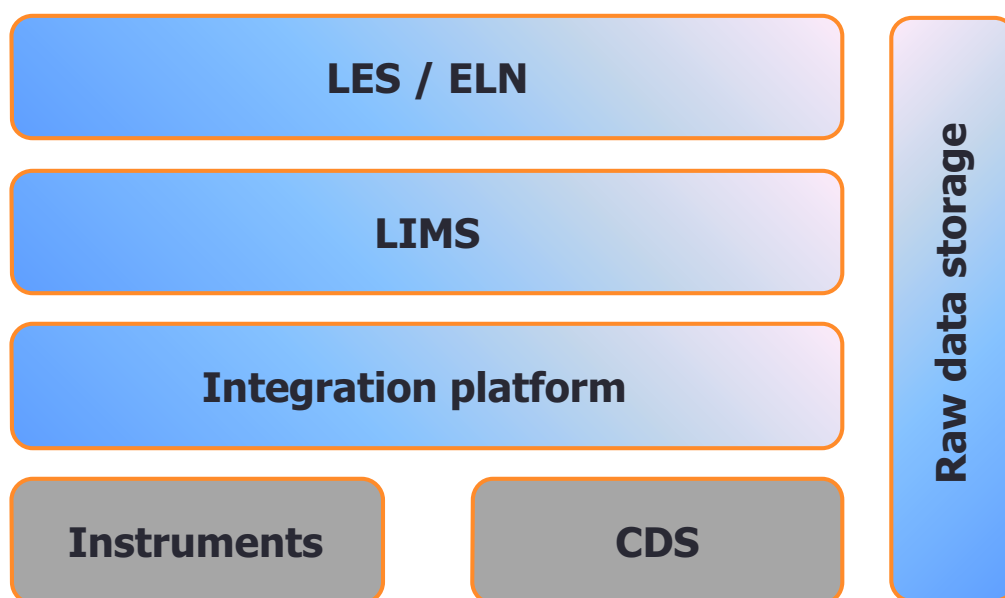 LES / ELN
LIMS
Integration platform
Instruments
CDS
Raw data storage